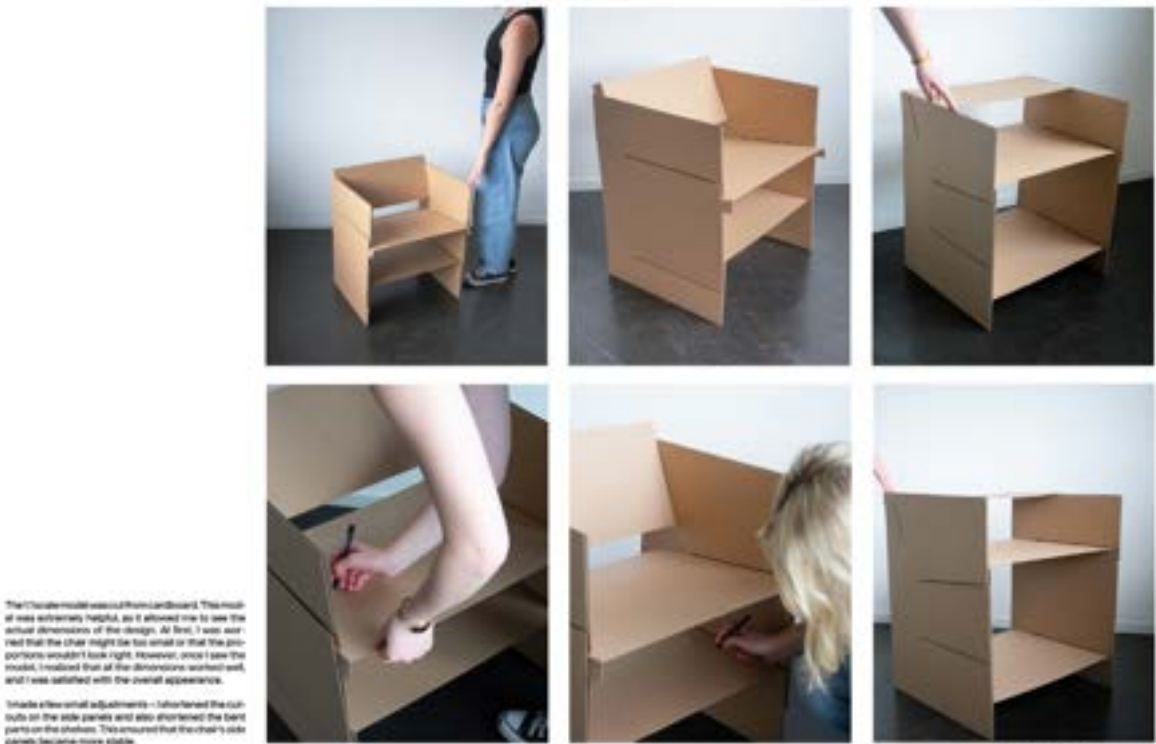 The 1:1 scale model was cut from cardboard. This mod-
el was extremely helpful, as it allowed me to see the
actual dimensions of the design. At first, I was wor-
ried that the chair might be too small or that the pro-
portions wouldn't look right. However, once I saw the
model, I realized that all the dimensions worked well,
and I was satisfied with the overall appearance.
I made a few small adjustments – I shortened the cut-
outs on the side panels and also shortened the bent
parts on the shelves. This ensured that the chair's side
panels became more stable.